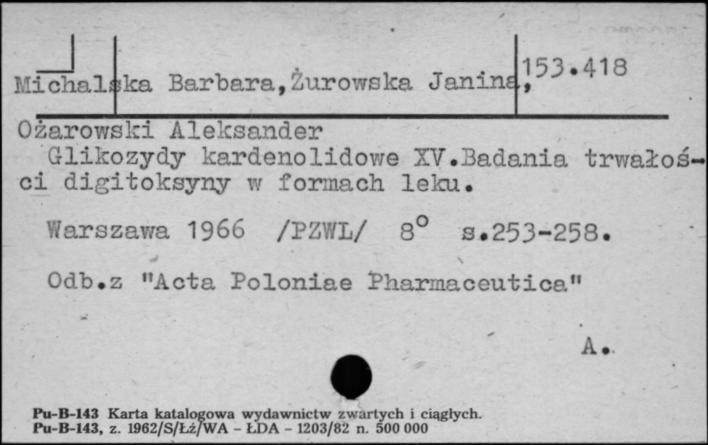 153.418
Michalska Barbara, Żurowska Janina,
Ożarowski Aleksander
Glikozydy kardenolidowe XV. Badania trwałoś-
ci digitoksyny w formach leku.
Warszawa 1966 /PZWL/ 8° s.253-258.
Odb.z "Acta Poloniae Pharmaceutica"
A.
Pu-B-143 Karta katalogowa wydawnictw zwartych i ciągłych.
Pu-B-143, z. 1962/S/Łź/WA - ŁDA - 1203/82 n. 500 000